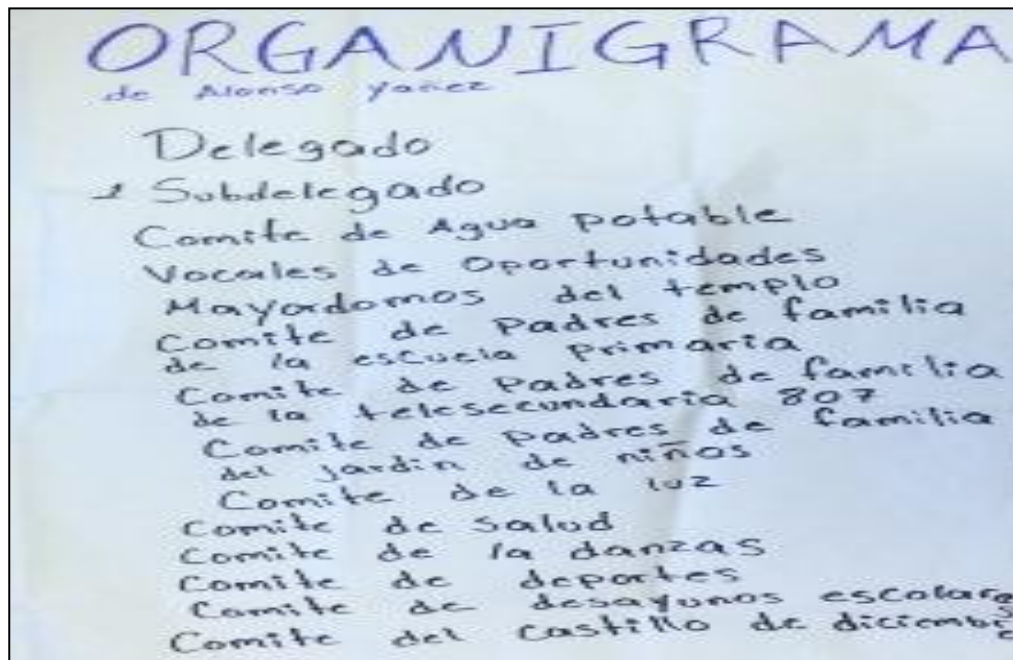 ORGANIGRAMA
de Alonso Yañez
Delegado
Subdelegado
Comite de Agua potable
Vocales de Oportunidades
Mayordomos del templo
Comite de Padres de familia
de la escuela Primaria
Comite de Padres de familia
de la telesecundaria 807
Comite de padres de familia
del jardin de niños
Comite de la luz
Comite de salud
Comite de la danzas
Comite de deportes
Comite de desayunos escolares
Comite del castillo de diciembre